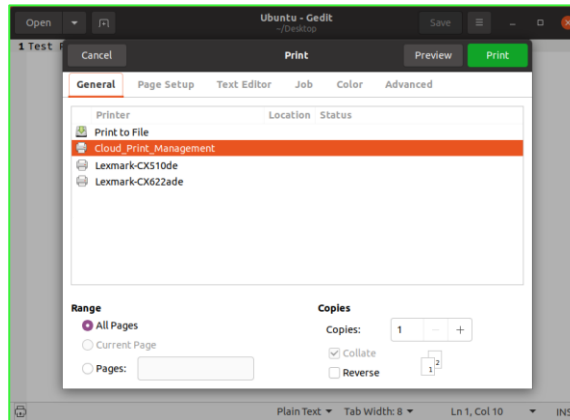 Open Ubuntu - Gedit Save
~/Desktop
1 Test
Cancel Print Preview Print
General Page Setup Text Editor Job Color Advanced
Printer Location Status
Print to File
Cloud_Print_Management
Lexmark-CX510de
Lexmark-CX622ade
Range Copies
All Pages Copies: 1 − +
Current Page Collate 1 2
Pages: Reverse
Plain Text Tab Width: 8 Ln 1, Col 10 INS